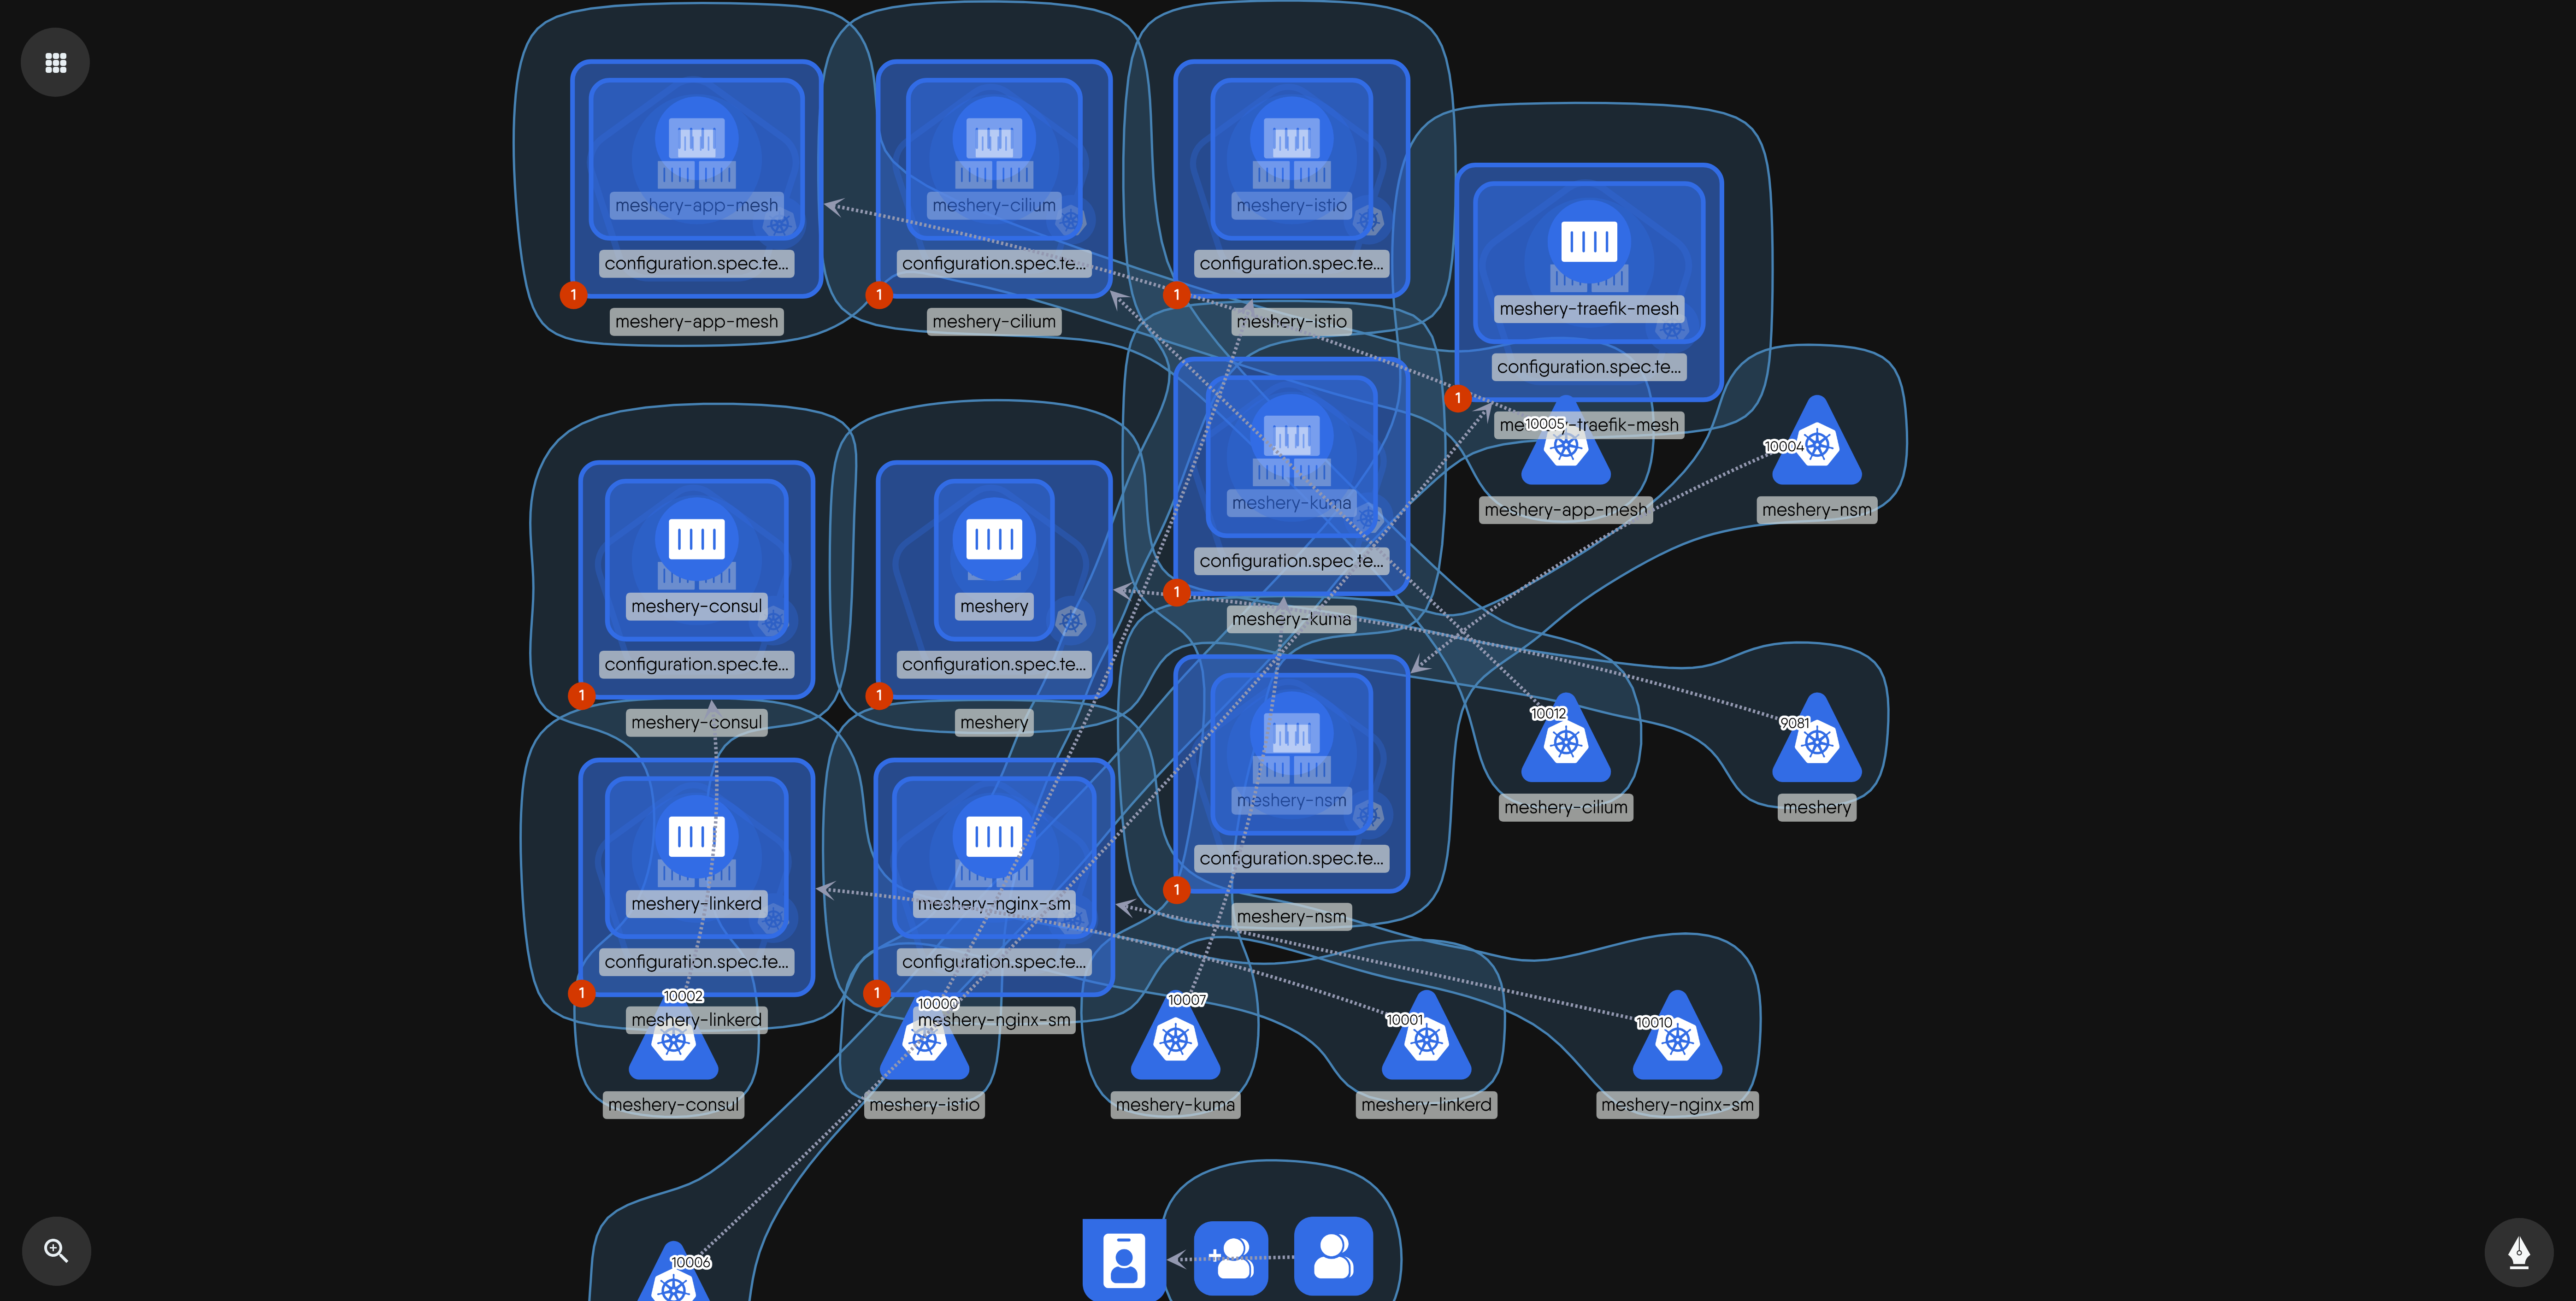 meshery-app-mesh
configuration.spec.te...
1
meshery-app-mesh
meshery-cilium
configuration.spec.te...
1
meshery-cilium
meshery-istio
configuration.spec.te...
1
meshery-istio
meshery-traefik-mesh
configuration.spec.te...
1
meshery-traefik-mesh
10005
meshery-app-mesh
10004
meshery-nsm
meshery-consul
configuration.spec.te...
1
meshery-consul
meshery
configuration.spec.te...
1
meshery
meshery-kuma
configuration.spec.te...
1
meshery-kuma
meshery-nsm
configuration.spec.te...
1
meshery-nsm
10012
meshery-cilium
9081
meshery
meshery-linkerd
configuration.spec.te...
1
meshery-linkerd
meshery-nginx-sm
configuration.spec.te...
1
meshery-nginx-sm
10002
meshery-consul
10000
meshery-istio
10007
meshery-kuma
10001
meshery-linkerd
10010
meshery-nginx-sm
10006